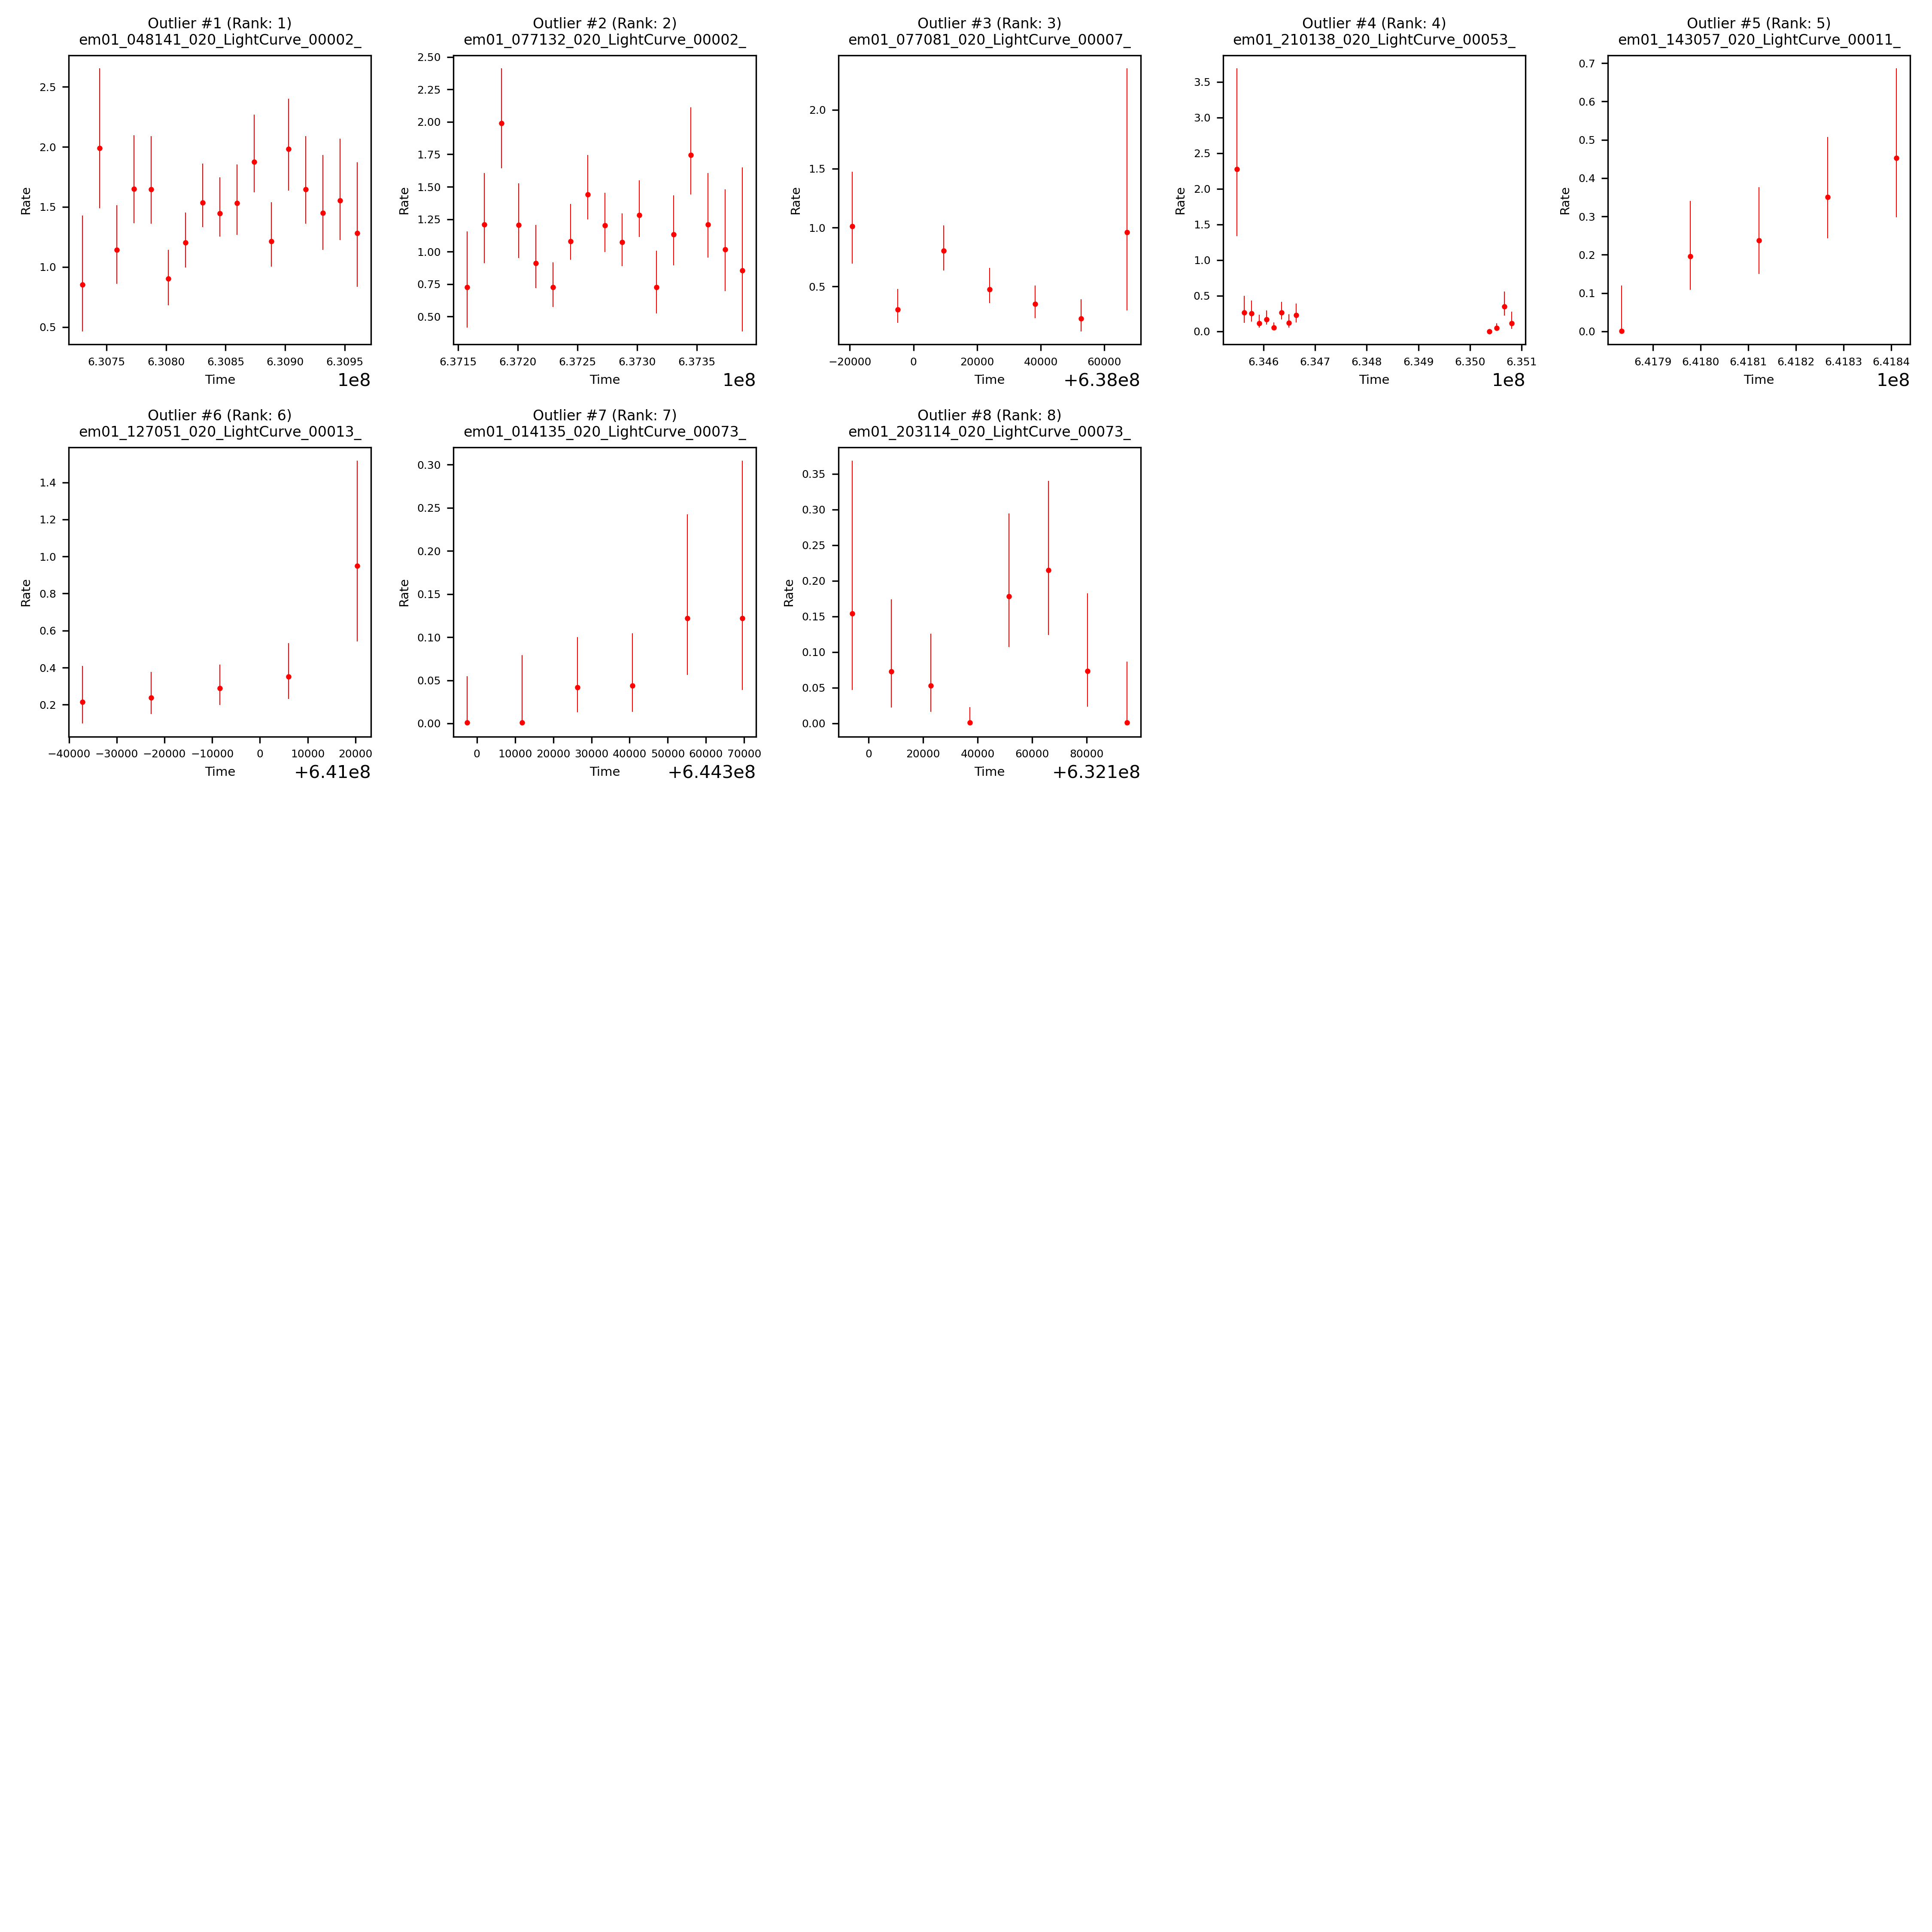 Outlier #1 (Rank: 1)
em01_048141_020_LightCurve_00002_
Rate
2.5
2.0
1.5
1.0
0.5
6.3075 6.3080 6.3085 6.3090 6.3095
Time
1e8
Outlier #2 (Rank: 2)
em01_077132_020_LightCurve_00002_
Rate
2.50
2.25
2.00
1.75
1.50
1.25
1.00
0.75
0.50
6.3715 6.3720 6.3725 6.3730 6.3735
Time
1e8
Outlier #3 (Rank: 3)
em01_077081_020_LightCurve_00007_
Rate
2.0
1.5
1.0
0.5
−20000 0 20000 40000 60000
Time
+6.38e8
Outlier #4 (Rank: 4)
em01_210138_020_LightCurve_00053_
Rate
3.5
3.0
2.5
2.0
1.5
1.0
0.5
0.0
6.346 6.347 6.348 6.349 6.350 6.351
Time
1e8
Outlier #5 (Rank: 5)
em01_143057_020_LightCurve_00011_
Rate
0.7
0.6
0.5
0.4
0.3
0.2
0.1
0.0
6.4179 6.4180 6.4181 6.4182 6.4183 6.4184
Time
1e8
Outlier #6 (Rank: 6)
em01_127051_020_LightCurve_00013_
Rate
1.4
1.2
1.0
0.8
0.6
0.4
0.2
−40000 −30000 −20000 −10000 0 10000 20000
Time
+6.41e8
Outlier #7 (Rank: 7)
em01_014135_020_LightCurve_00073_
Rate
0.30
0.25
0.20
0.15
0.10
0.05
0.00
0 10000 20000 30000 40000 50000 60000 70000
Time
+6.443e8
Outlier #8 (Rank: 8)
em01_203114_020_LightCurve_00073_
Rate
0.35
0.30
0.25
0.20
0.15
0.10
0.05
0.00
0 20000 40000 60000 80000
Time
+6.321e8